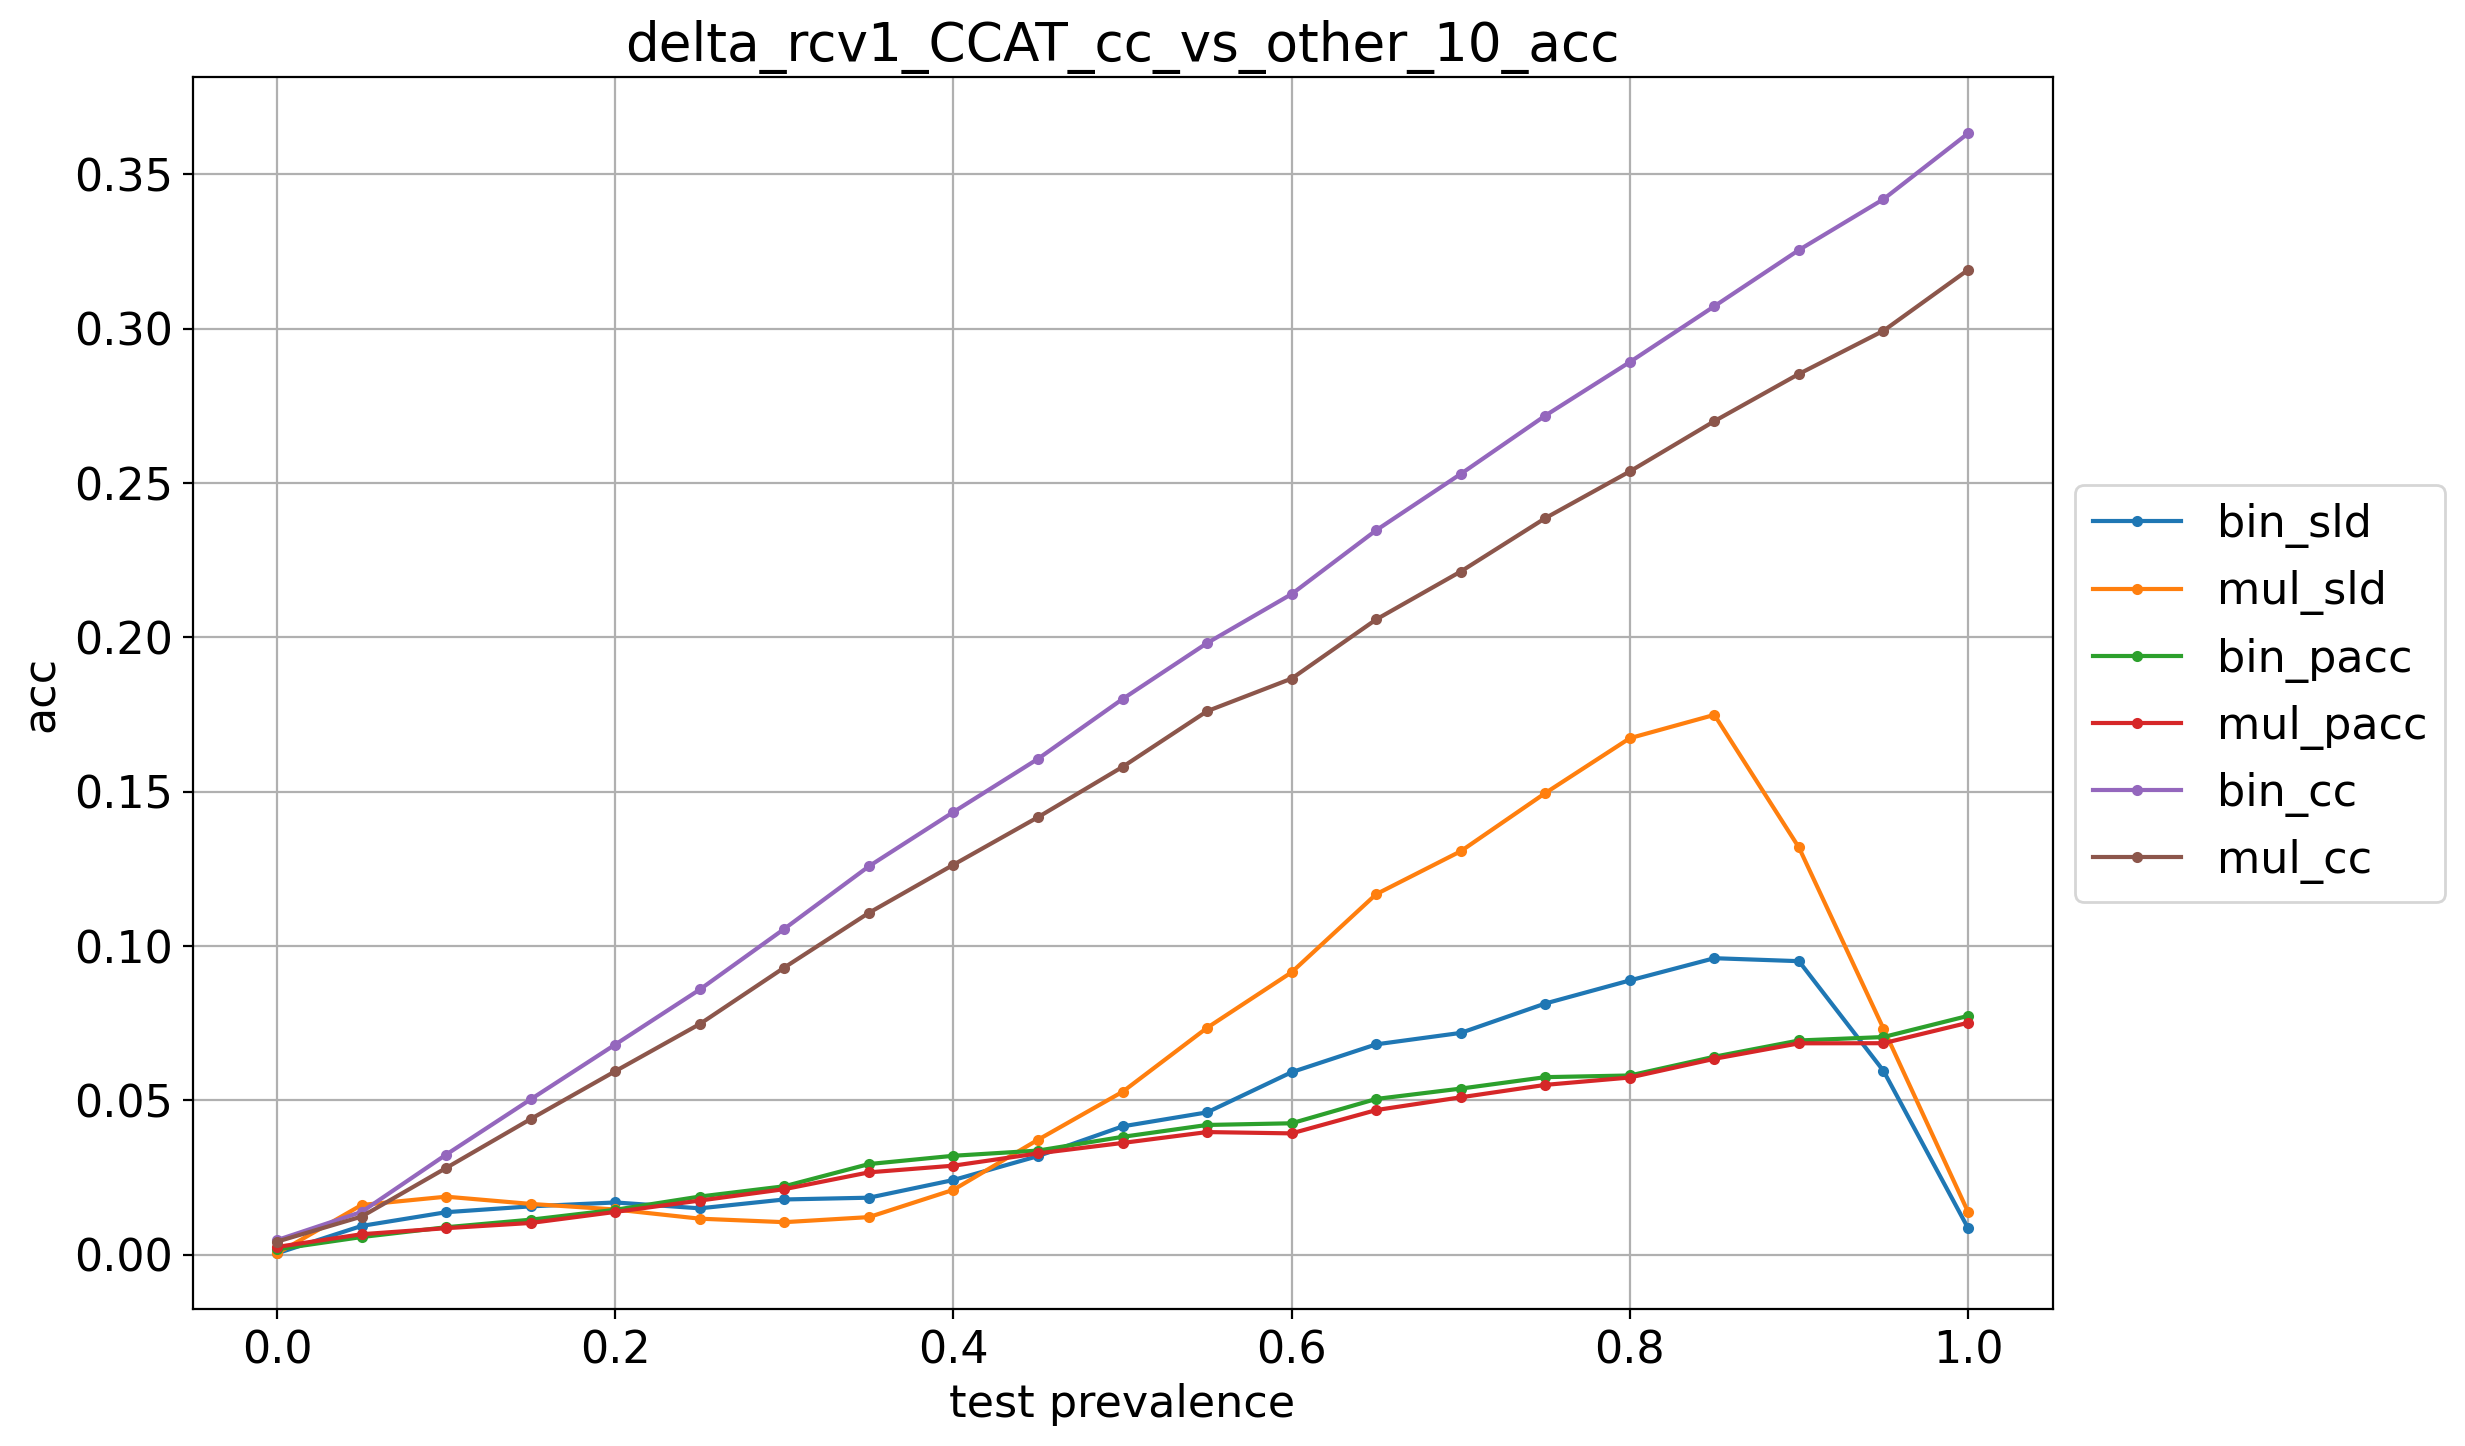 delta_rcv1_CCAT_cc_vs_other_10_acc
acc
0.35
0.30
0.25
0.20
0.15
0.10
0.05
0.00
0.0 0.2 0.4 0.6 0.8 1.0
test prevalence
bin_sld
mul_sld
bin_pacc
mul_pacc
bin_cc
mul_cc